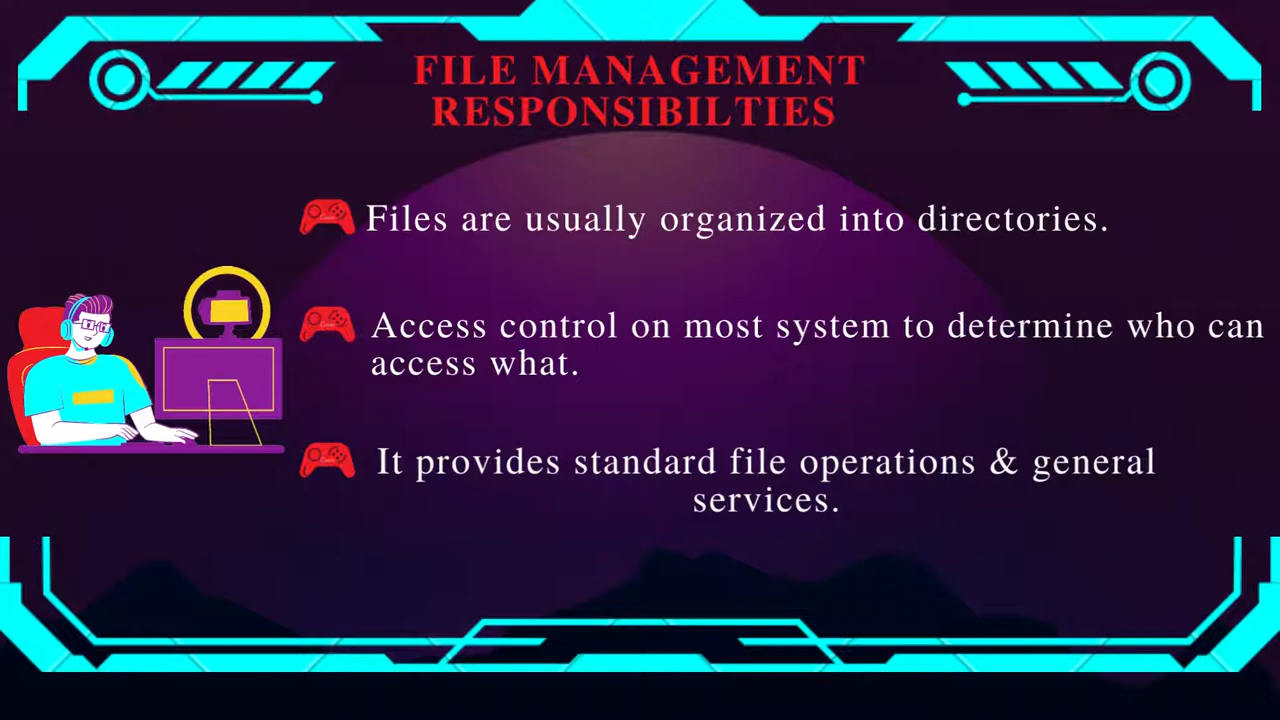 FILE MANAGEMENT
RESPONSIBILTIES
Files are usually organized into directories.
Access control on most system to determine who can
access what.
It provides standard file operations & general
services.